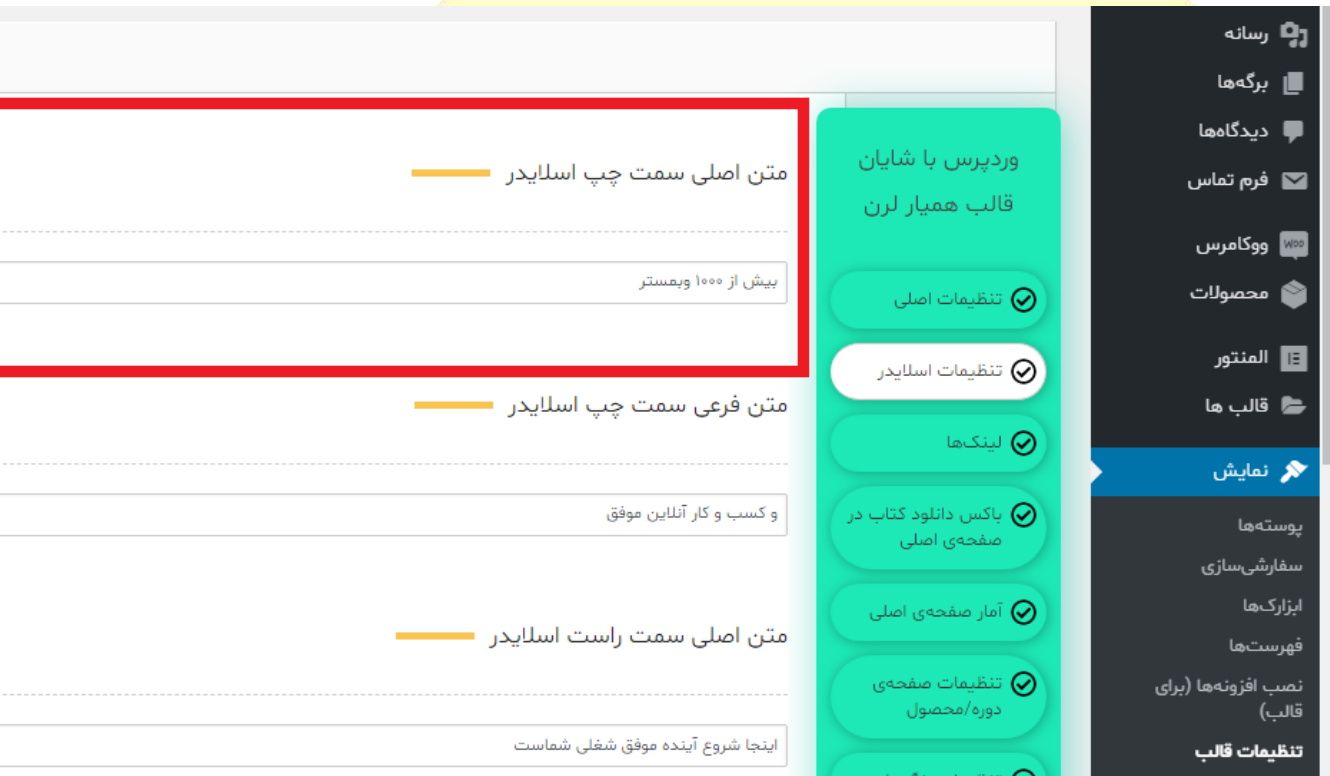 رسانه
برگه‌ها
دیدگاه‌ها
فرم تماس
WOO ووکامرس
محصولات
المنتور
قالب ها
نمایش
پوسته‌ها
سفارشی‌سازی
ابزارک‌ها
فهرست‌ها
نصب افزونه‌ها (برای
قالب)
تنظیمات قالب
وردپرس با شایان
قالب همیار لرن
تنظیمات اصلی
تنظیمات اسلایدر
لینک‌ها
باکس دانلود کتاب در
صفحه‌ی اصلی
آمار صفحه‌ی اصلی
تنظیمات صفحه‌ی
دوره/محصول
متن اصلی سمت چپ اسلایدر
بیش از ۱۰۰۰ وبمستر
متن فرعی سمت چپ اسلایدر
و کسب و کار آنلاین موفق
متن اصلی سمت راست اسلایدر
اینجا شروع آینده موفق شغلی شماست